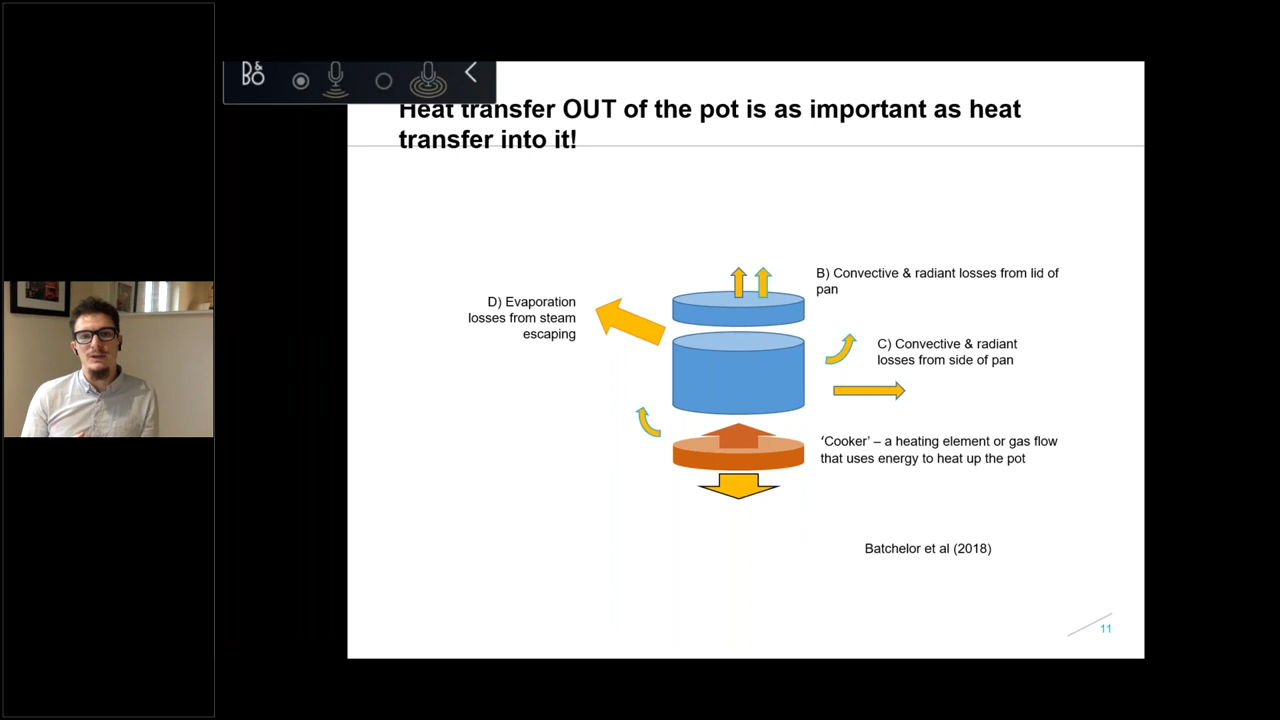 B&O
Heat transfer OUT of the pot is as important as heat
transfer into it!
B) Convective & radiant losses from lid of
pan
D) Evaporation
losses from steam
escaping
C) Convective & radiant
losses from side of pan
‘Cooker’ – a heating element or gas flow
that uses energy to heat up the pot
Batchelor et al (2018)
11